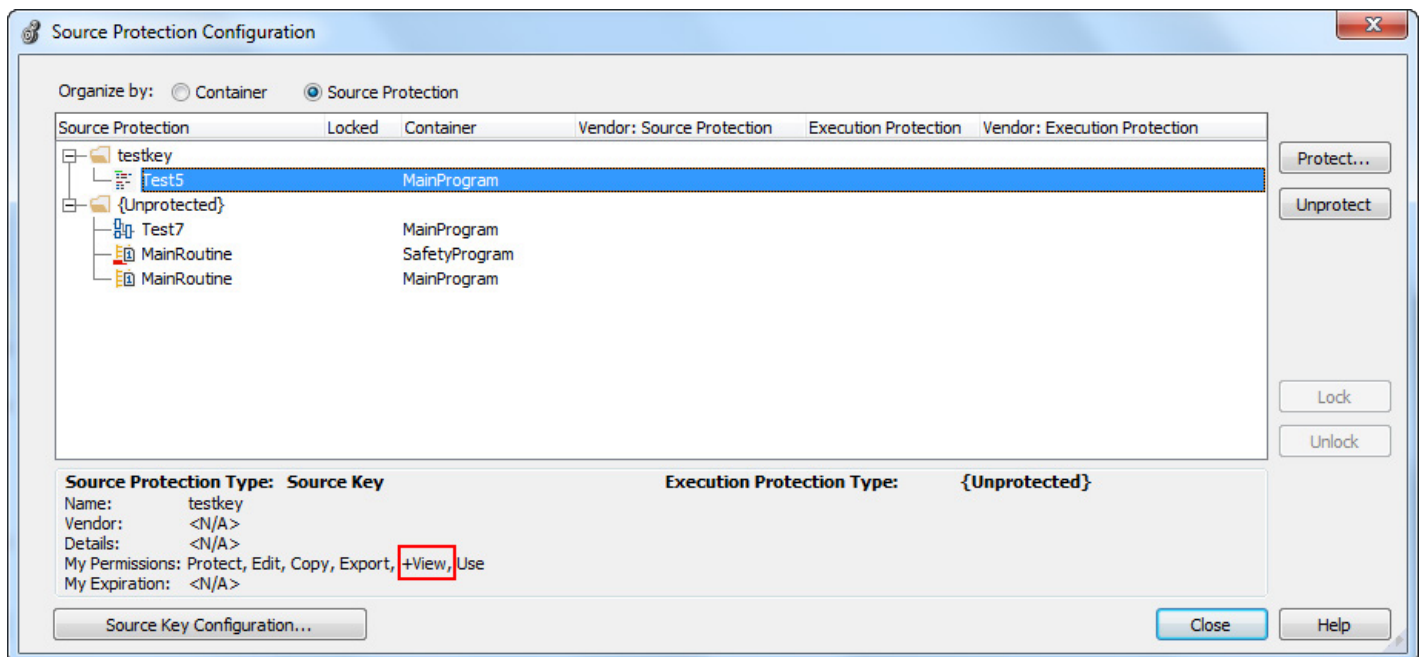 Source Protection Configuration
Organize by: Container Source Protection
Source Protection Locked Container Vendor: Source Protection Execution Protection Vendor: Execution Protection
testkey
Protect...
Test5 MainProgram
{Unprotected}
Unprotect
Test7 MainProgram
MainRoutine SafetyProgram
MainRoutine MainProgram
Lock
Unlock
Source Protection Type: Source Key Execution Protection Type: {Unprotected}
Name: testkey
Vendor: <N/A>
Details: <N/A>
My Permissions: Protect, Edit, Copy, Export, +View, Use
My Expiration: <N/A>
Source Key Configuration... Close Help